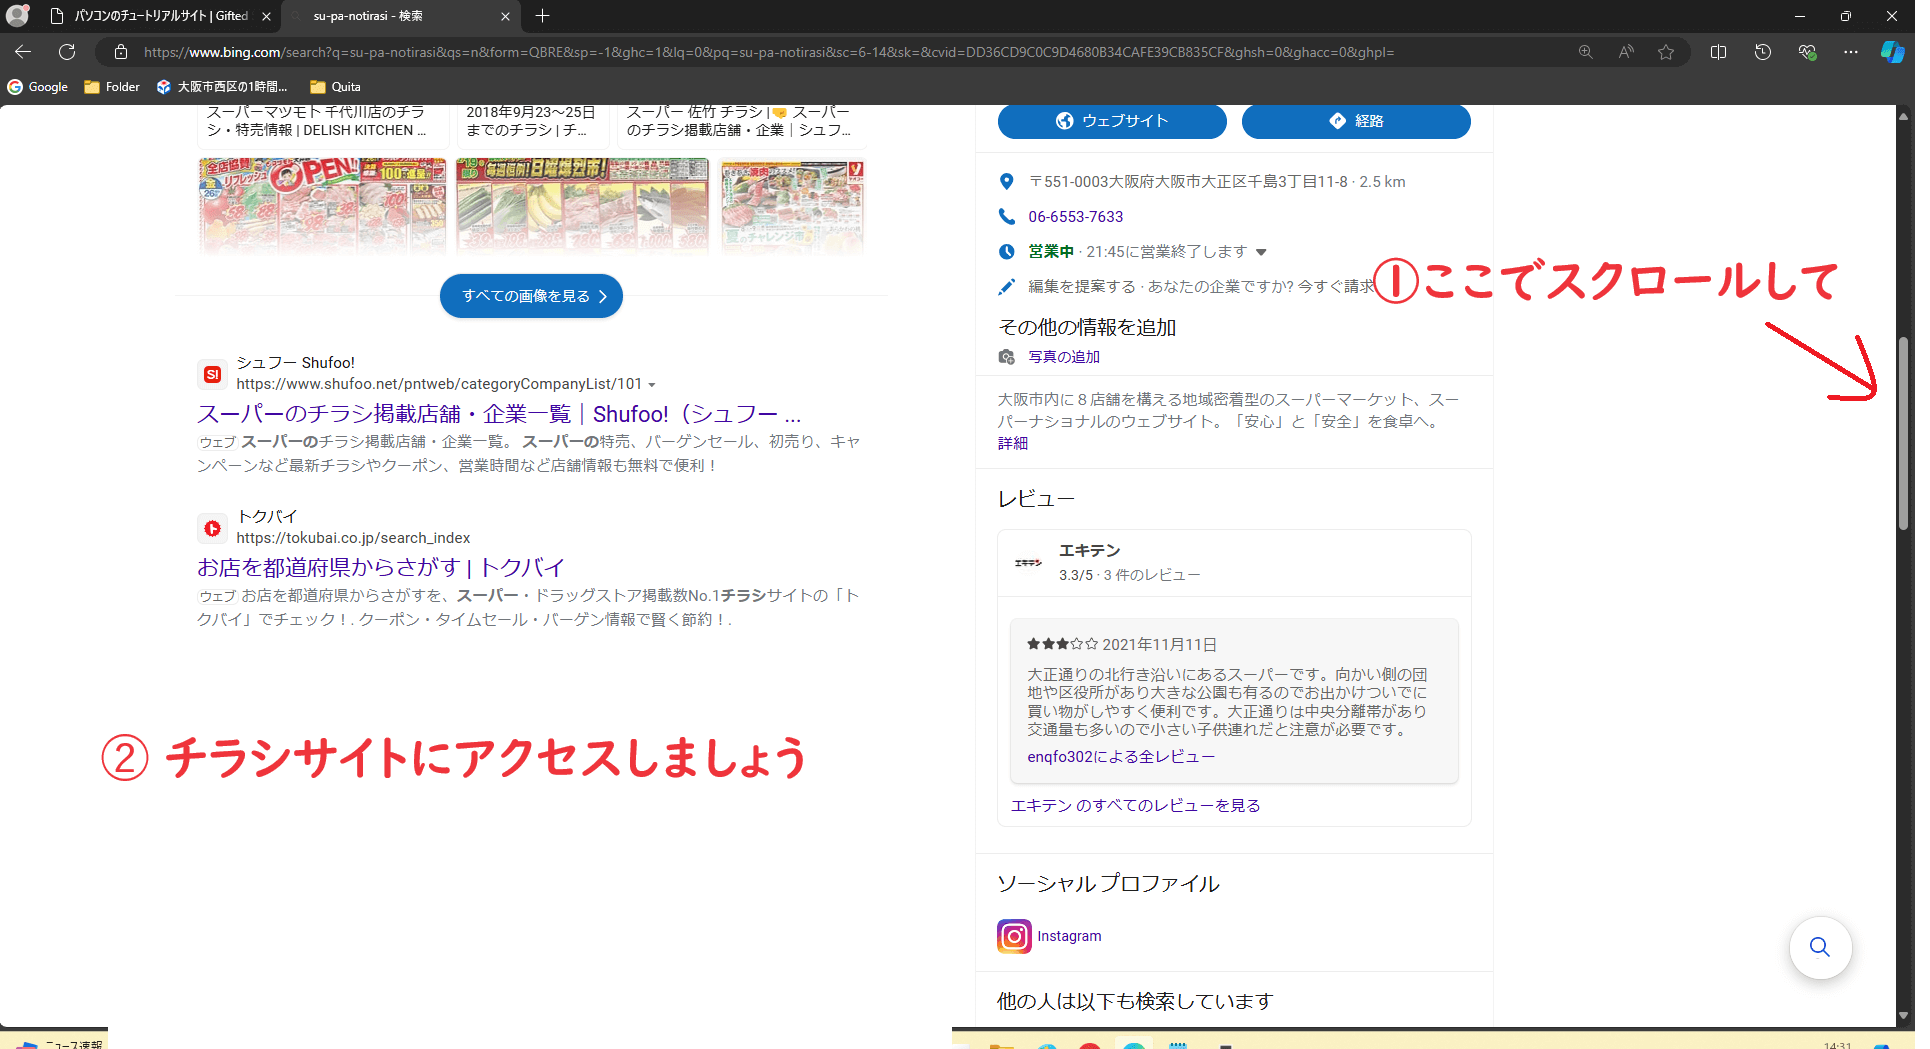 パソコンのチュートリアルサイト | Gifted
su-pa-notirasi - 検索
https://www.bing.com/search?q=su-pa-notirasi&qs=n&form=QBRE&sp=-1&ghc=1&lq=0&pq=su-pa-notirasi&sc=6-14&sk=&cvid=DD36CD9C0C9D4680B34CAFE39CB835CF&ghsh=0&ghacc=0&ghpl=
Google
Folder
大阪市西区の1時間...
Quita
スーパーマツモト 千代川店のチラ
シ・特売情報 | DELISH KITCHEN ...
2018年9月23～25日
までのチラシ | チ...
スーパー 佐竹 チラシ | 🤜 スーパー
のチラシ掲載店舗・企業｜シュフ...
すべての画像を見る
シュフー Shufoo!
https://www.shufoo.net/pntweb/categoryCompanyList/101
スーパーのチラシ掲載店舗・企業一覧｜Shufoo!（シュフー ...
ウェブ スーパーのチラシ掲載店舗・企業一覧。 スーパーの特売、バーゲンセール、初売り、キャ
ンペーンなど最新チラシやクーポン、営業時間など店舗情報も無料で便利！
トクバイ
https://tokubai.co.jp/search_index
お店を都道府県からさがす | トクバイ
ウェブ お店を都道府県からさがすを、スーパー・ドラッグストア掲載数No.1チラシサイトの「ト
クバイ」でチェック！. クーポン・タイムセール・バーゲン情報で賢く節約！.
② チラシサイトにアクセスしましょう
ウェブサイト
経路
〒551-0003大阪府大阪市大正区千島3丁目11-8 · 2.5 km
06-6553-7633
営業中 · 21:45に営業終了します
編集を提案する · あなたの企業ですか? 今すぐ請求
①ここでスクロールして
その他の情報を追加
写真の追加
大阪市内に８店舗を構える地域密着型のスーパーマーケット、スー
パーナショナルのウェブサイト。「安心」と「安全」を食卓へ。
詳細
レビュー
エキテン
エキテン
3.3/5 · 3 件のレビュー
★★★☆☆ 2021年11月11日
大正通りの北行き沿いにあるスーパーです。向かい側の団
地や区役所があり大きな公園も有るのでお出かけついでに
買い物がしやすく便利です。大正通りは中央分離帯があり
交通量も多いので小さい子供連れだと注意が必要です。
enqfo302による全レビュー
エキテン のすべてのレビューを見る
ソーシャル プロファイル
Instagram
他の人は以下も検索しています
ニュース速報
14:31